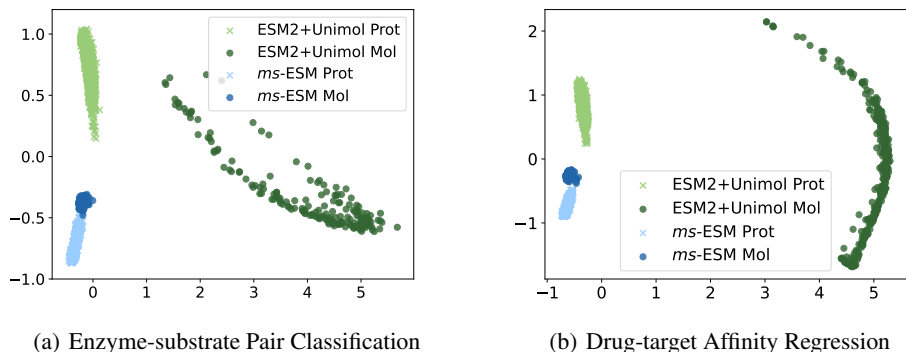 1.0
0.5
0.0
−0.5
−1.0
0 1 2 3 4 5
ESM2+Unimol Prot
ESM2+Unimol Mol
ms-ESM Prot
ms-ESM Mol
(a) Enzyme-substrate Pair Classification
2
1
0
−1
−1 0 1 2 3 4 5
ESM2+Unimol Prot
ESM2+Unimol Mol
ms-ESM Prot
ms-ESM Mol
(b) Drug-target Affinity Regression